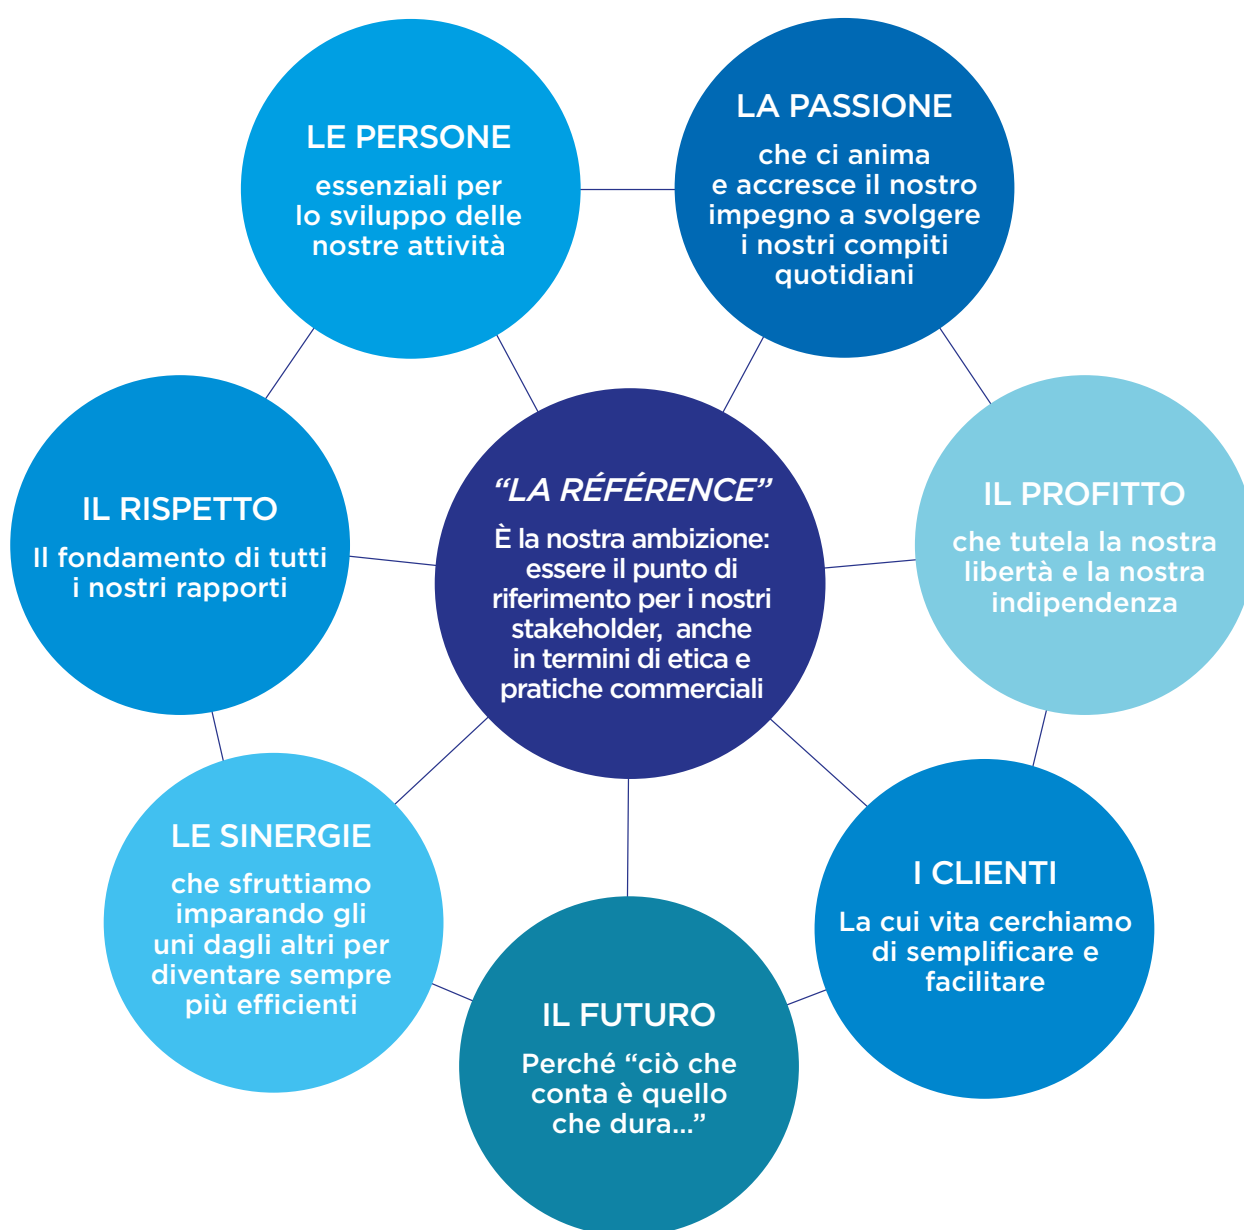 LE PERSONE
essenziali per
lo sviluppo delle
nostre attività
LA PASSIONE
che ci anima
e accresce il nostro
impegno a svolgere
i nostri compiti
quotidiani
IL RISPETTO
Il fondamento di tutti
i nostri rapporti
“LA RÉFÉRENCE”
È la nostra ambizione:
essere il punto di
riferimento per i nostri
stakeholder,  anche
in termini di etica e
pratiche commerciali
IL PROFITTO
che tutela la nostra
libertà e la nostra
indipendenza
LE SINERGIE
che sfruttiamo
imparando gli
uni dagli altri per
diventare sempre
più efficienti
I CLIENTI
La cui vita cerchiamo
di semplificare e
facilitare
IL FUTURO
Perché “ciò che
conta è quello
che dura...”